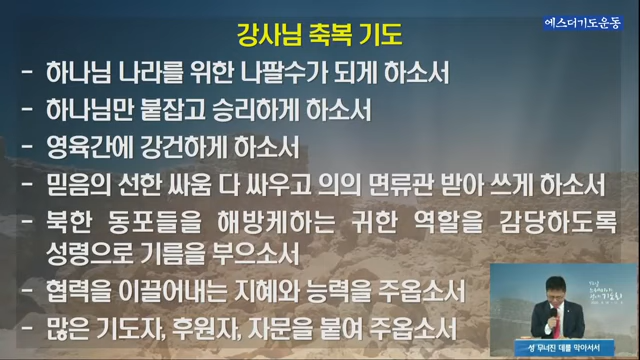 에스더기도운동
강사님 축복 기도
- 하나님 나라를 위한 나팔수가 되게 하소서
- 하나님만 붙잡고 승리하게 하소서
- 영육간에 강건하게 하소서
- 믿음의 선한 싸움 다 싸우고 의의 면류관 받아 쓰게 하소서
- 북한 동포들을 해방케하는 귀한 역할을 감당하도록
성령으로 기름을 부으소서
- 협력을 이끌어내는 지혜와 능력을 주옵소서
- 많은 기도자, 후원자, 자문을 붙여 주옵소서
성 무너진 데를 막아서서